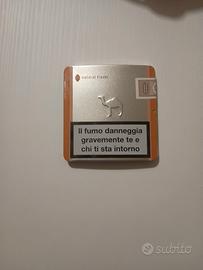 natural flavor
Il fumo danneggia
gravemente te e
chi ti sta intorno
subito